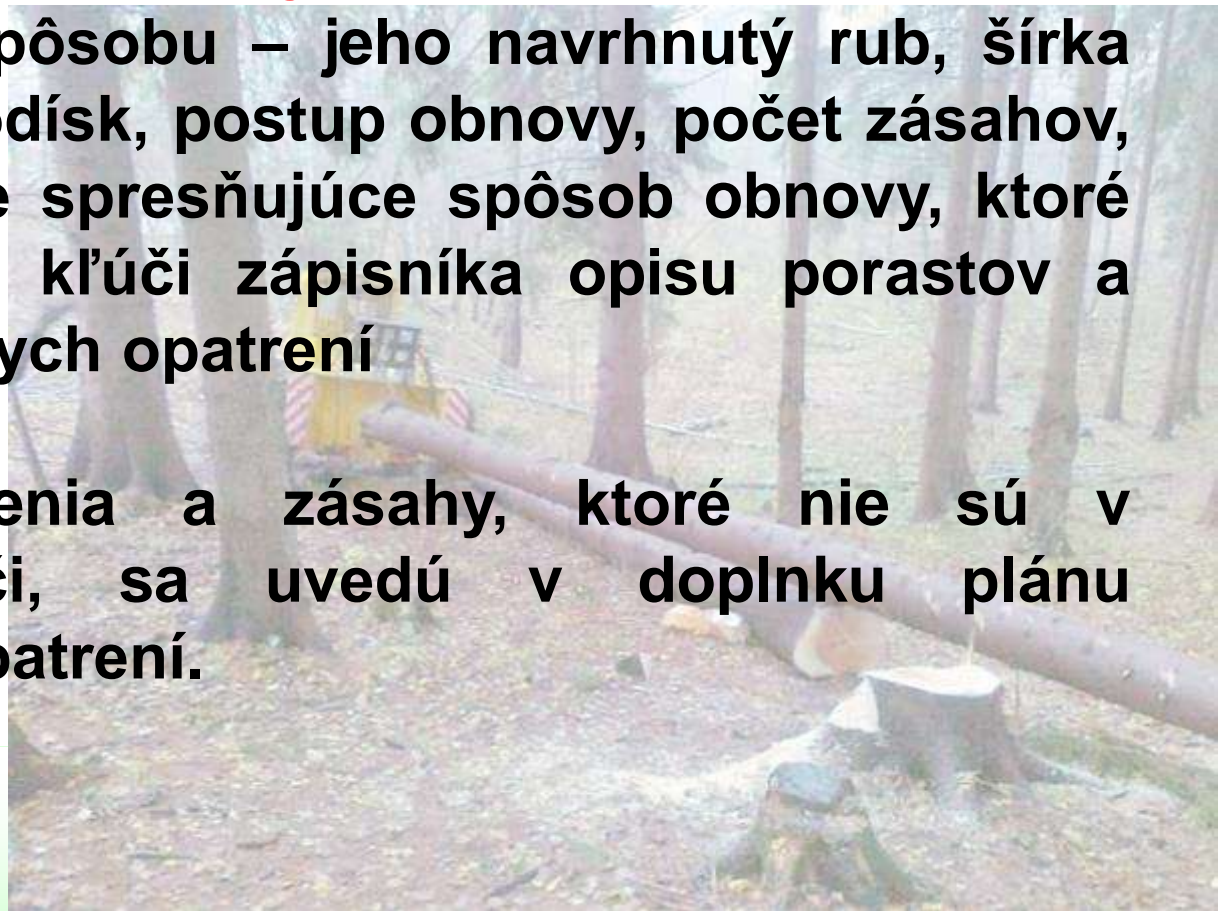 pôsobu – jeho navrhnutý rub, šírka
dísk, postup obnovy, počet zásahov,
spresňujúce spôsob obnovy, ktoré
kľúči zápisníka opisu porastov a
ych opatrení
enia a zásahy, ktoré nie sú v
či, sa uvedú v doplnku plánu
patrení.